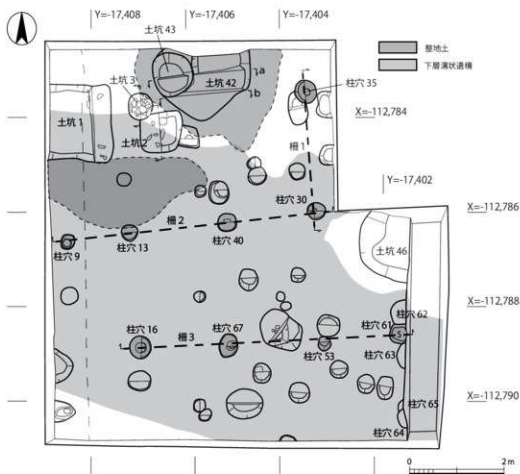 Y=-17,408
Y=-17,406
Y=-17,404
土坑 43
整地土
下層溝状遺構
土坑 42
a
b
柱穴 35
土坑 3
X=-112,784
土坑 1
土坑 2
柵 1
Y=-17,402
柱穴 30
X=-112,786
柵 2
柱穴 9
柱穴 13
柱穴 40
土坑 46
X=-112,788
柱穴 62
柱穴 61
柱穴 16
柱穴 67
柵 3
柱穴 53
柱穴 63
X=-112,790
柱穴 65
柱穴 64
0
2m